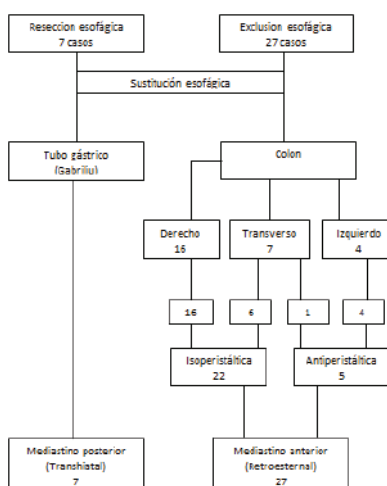 Reseccion esofágica
7 casos
Exclusion esofágica
27 casos
Sustitución esofágica
Tubo gástrico
(Gabriliu)
Colon
Derecho
16
Transverso
7
Izquierdo
4
16
6
1
4
Isoperistáltica
22
Antiperistáltica
5
Mediastino posterior
(Transhiatal)
7
Mediastino anterior
(Retroesternal)
27